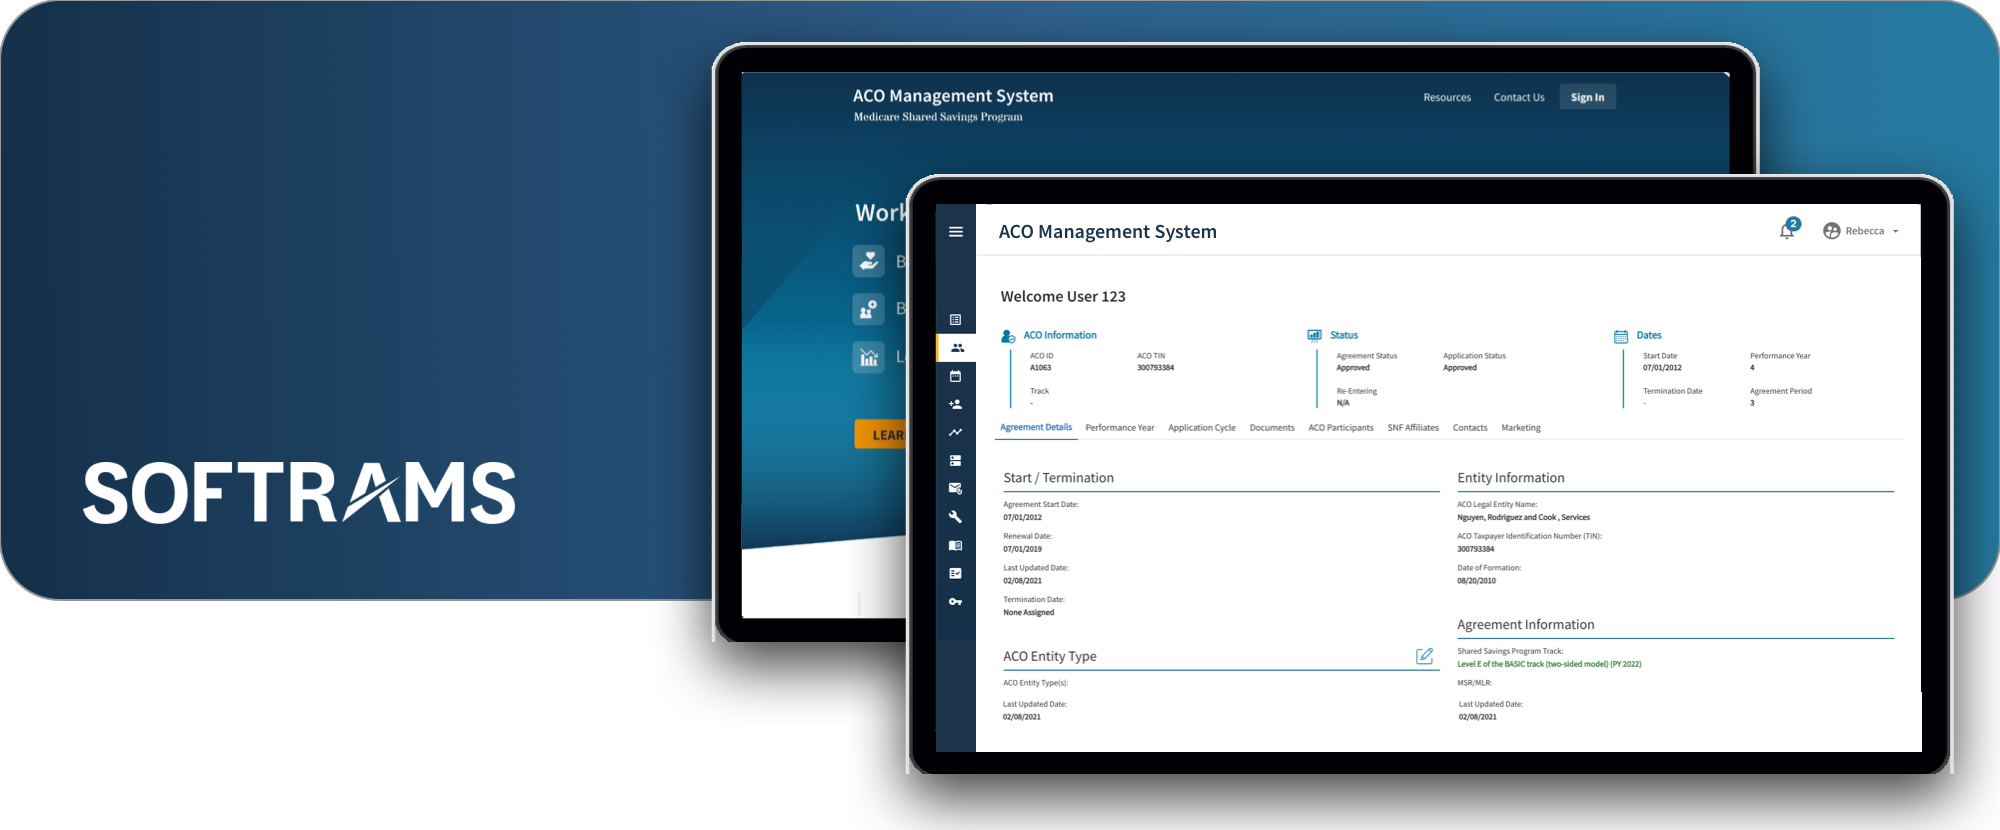 SOFTRAMS
ACO Management System
Medicare Shared Savings Program
Resources
Contact Us
Sign In
ACO Management System
2
Rebecca
Welcome User 123
ACO Information
ACO ID
A1063
ACO TIN
300793384
Track
-
Status
Agreement Status
Approved
Application Status
Approved
Re-Entering
N/A
Dates
Start Date
07/01/2012
Performance Year
4
Termination Date
-
Agreement Period
3
Agreement Details
Performance Year
Application Cycle
Documents
ACO Participants
SNF Affiliates
Contacts
Marketing
Start / Termination
Agreement Start Date:
07/01/2012
Renewal Date:
07/01/2019
Last Updated Date:
02/08/2021
Termination Date:
None Assigned
ACO Entity Type
ACO Entity Type(s):
Last Updated Date:
02/08/2021
Entity Information
ACO Legal Entity Name:
Nguyen, Rodriguez and Cook , Services
ACO Taxpayer Identification Number (TIN):
300793384
Date of Formation:
08/20/2010
Agreement Information
Shared Savings Program Track:
Level E of the BASIC track (two-sided model) (PY 2022)
MSR/MLR:
Last Updated Date:
02/08/2021